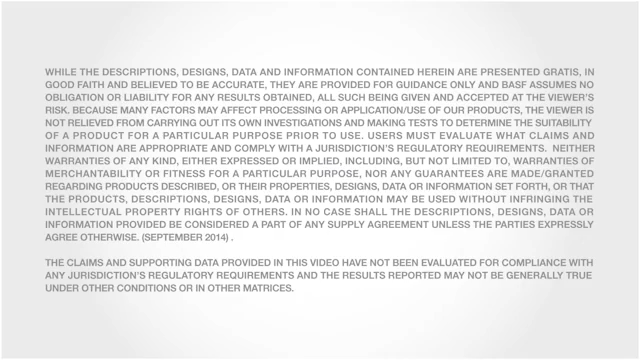 WHILE THE DESCRIPTIONS, DESIGNS, DATA AND INFORMATION CONTAINED HEREIN ARE PRESENTED GRATIS, IN
GOOD FAITH AND BELIEVED TO BE ACCURATE, THEY ARE PROVIDED FOR GUIDANCE ONLY AND BASF ASSUMES NO
OBLIGATION OR LIABILITY FOR ANY RESULTS OBTAINED, ALL SUCH BEING GIVEN AND ACCEPTED AT THE VIEWER'S
RISK. BECAUSE MANY FACTORS MAY AFFECT PROCESSING OR APPLICATION/USE OF OUR PRODUCTS, THE VIEWER IS
NOT RELIEVED FROM CARRYING OUT ITS OWN INVESTIGATIONS AND MAKING TESTS TO DETERMINE THE SUITABILITY
OF A PRODUCT FOR A PARTICULAR PURPOSE PRIOR TO USE. USERS MUST EVALUATE WHAT CLAIMS AND
INFORMATION ARE APPROPRIATE AND COMPLY WITH A JURISDICTION'S REGULATORY REQUIREMENTS. NEITHER
WARRANTIES OF ANY KIND, EITHER EXPRESSED OR IMPLIED, INCLUDING, BUT NOT LIMITED TO, WARRANTIES OF
MERCHANTABILITY OR FITNESS FOR A PARTICULAR PURPOSE, NOR ANY GUARANTEES ARE MADE/GRANTED
REGARDING PRODUCTS DESCRIBED, OR THEIR PROPERTIES, DESIGNS, DATA OR INFORMATION SET FORTH, OR THAT
THE PRODUCTS, DESCRIPTIONS, DESIGNS, DATA OR INFORMATION MAY BE USED WITHOUT INFRINGING THE
INTELLECTUAL PROPERTY RIGHTS OF OTHERS. IN NO CASE SHALL THE DESCRIPTIONS, DESIGNS, DATA OR
INFORMATION PROVIDED BE CONSIDERED A PART OF ANY SUPPLY AGREEMENT UNLESS THE PARTIES EXPRESSLY
AGREE OTHERWISE. (SEPTEMBER 2014) .
THE CLAIMS AND SUPPORTING DATA PROVIDED IN THIS VIDEO HAVE NOT BEEN EVALUATED FOR COMPLIANCE WITH
ANY JURISDICTION'S REGULATORY REQUIREMENTS AND THE RESULTS REPORTED MAY NOT BE GENERALLY TRUE
UNDER OTHER CONDITIONS OR IN OTHER MATRICES.